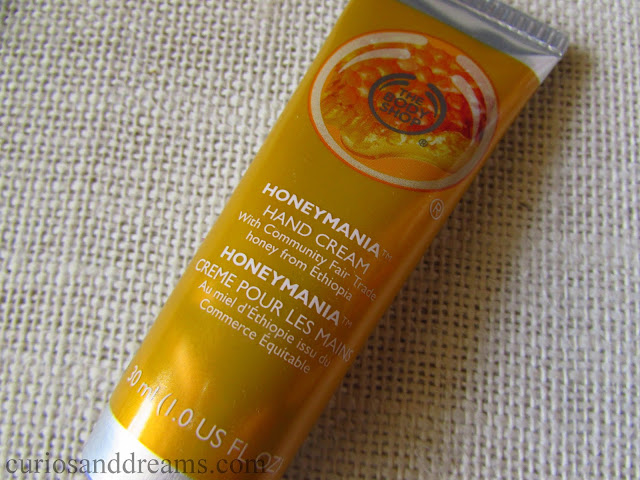 THE
BODY
SHOP®
®
HONEYMANIA™
HAND CREAM
With Community Fair Trade
honey from Ethiopia
HONEYMANIA™
CRÈME POUR LES MAINS
Au miel d'Éthiopie issu du
Commerce Équitable
30 ml (1.0 US FL OZ)
curiosanddreams.com